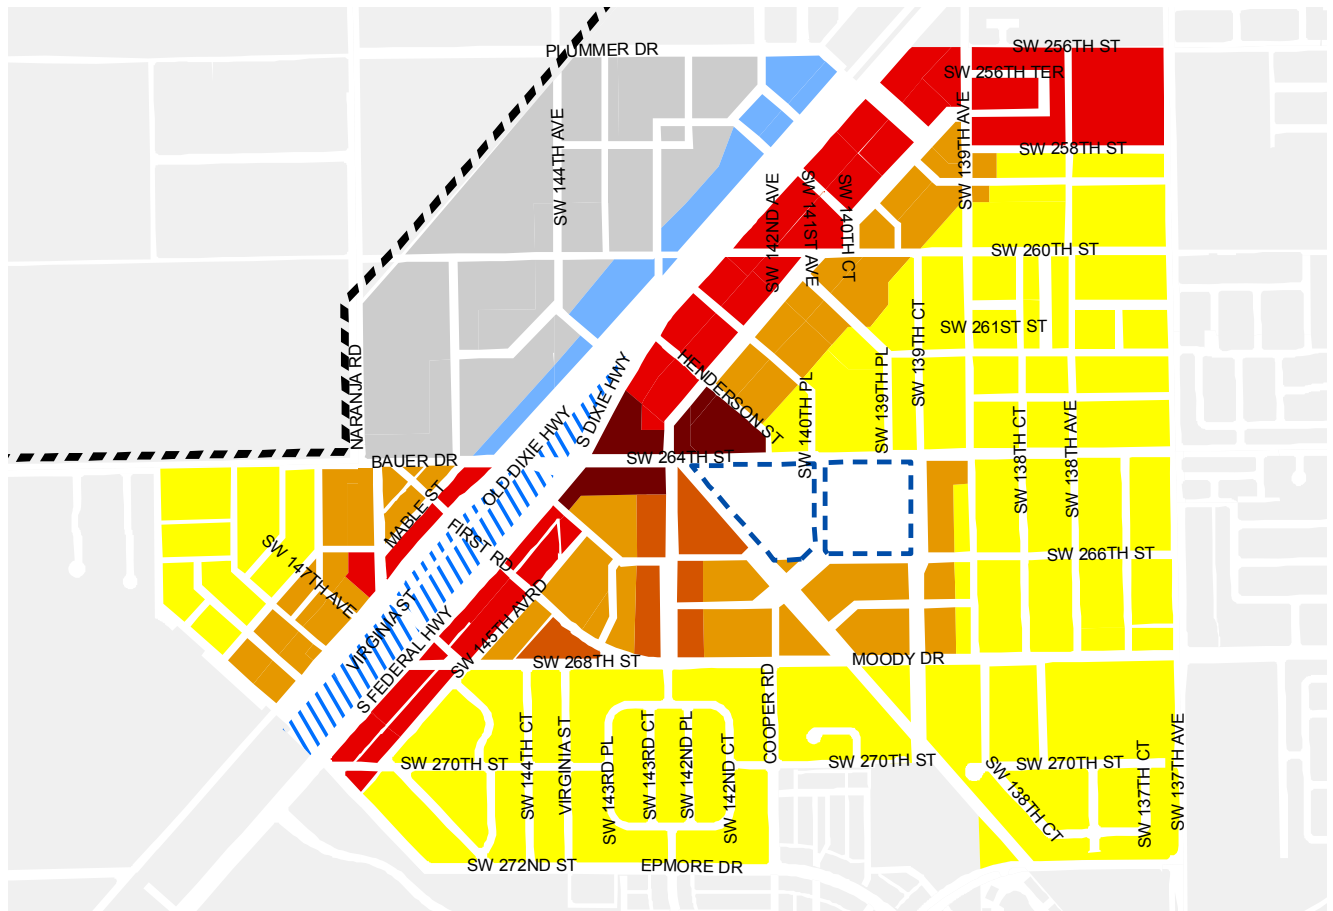 SW 256TH ST
PLUMMER DR
SW 256TH TER
SW 139TH AVE
SW 144TH AVE
SW 258TH ST
SW 142ND AVE
SW 141ST AVE
SW 140TH CT
SW 260TH ST
SW 261ST ST
SW 139TH CT
NARANJA RD
S DIXIE HWY
HENDERSON ST
SW 140TH PL
SW 139TH PL
SW 138TH CT
SW 138TH AVE
OLD DIXIE HWY
BAUER DR
SW 264TH ST
MABLE ST
FIRST RD
SW 266TH ST
SW 147TH AVE
VIRGINIA ST
S FEDERAL HWY
SW 145TH AVRD
SW 268TH ST
MOODY DR
COOPER RD
SW 144TH CT
VIRGINIA ST
SW 143RD PL
SW 143RD CT
SW 142ND PL
SW 142ND CT
SW 270TH ST
SW 270TH ST
SW 270TH ST
SW 138TH CT
SW 137TH CT
SW 137TH AVE
SW 272ND ST
EPMORE DR